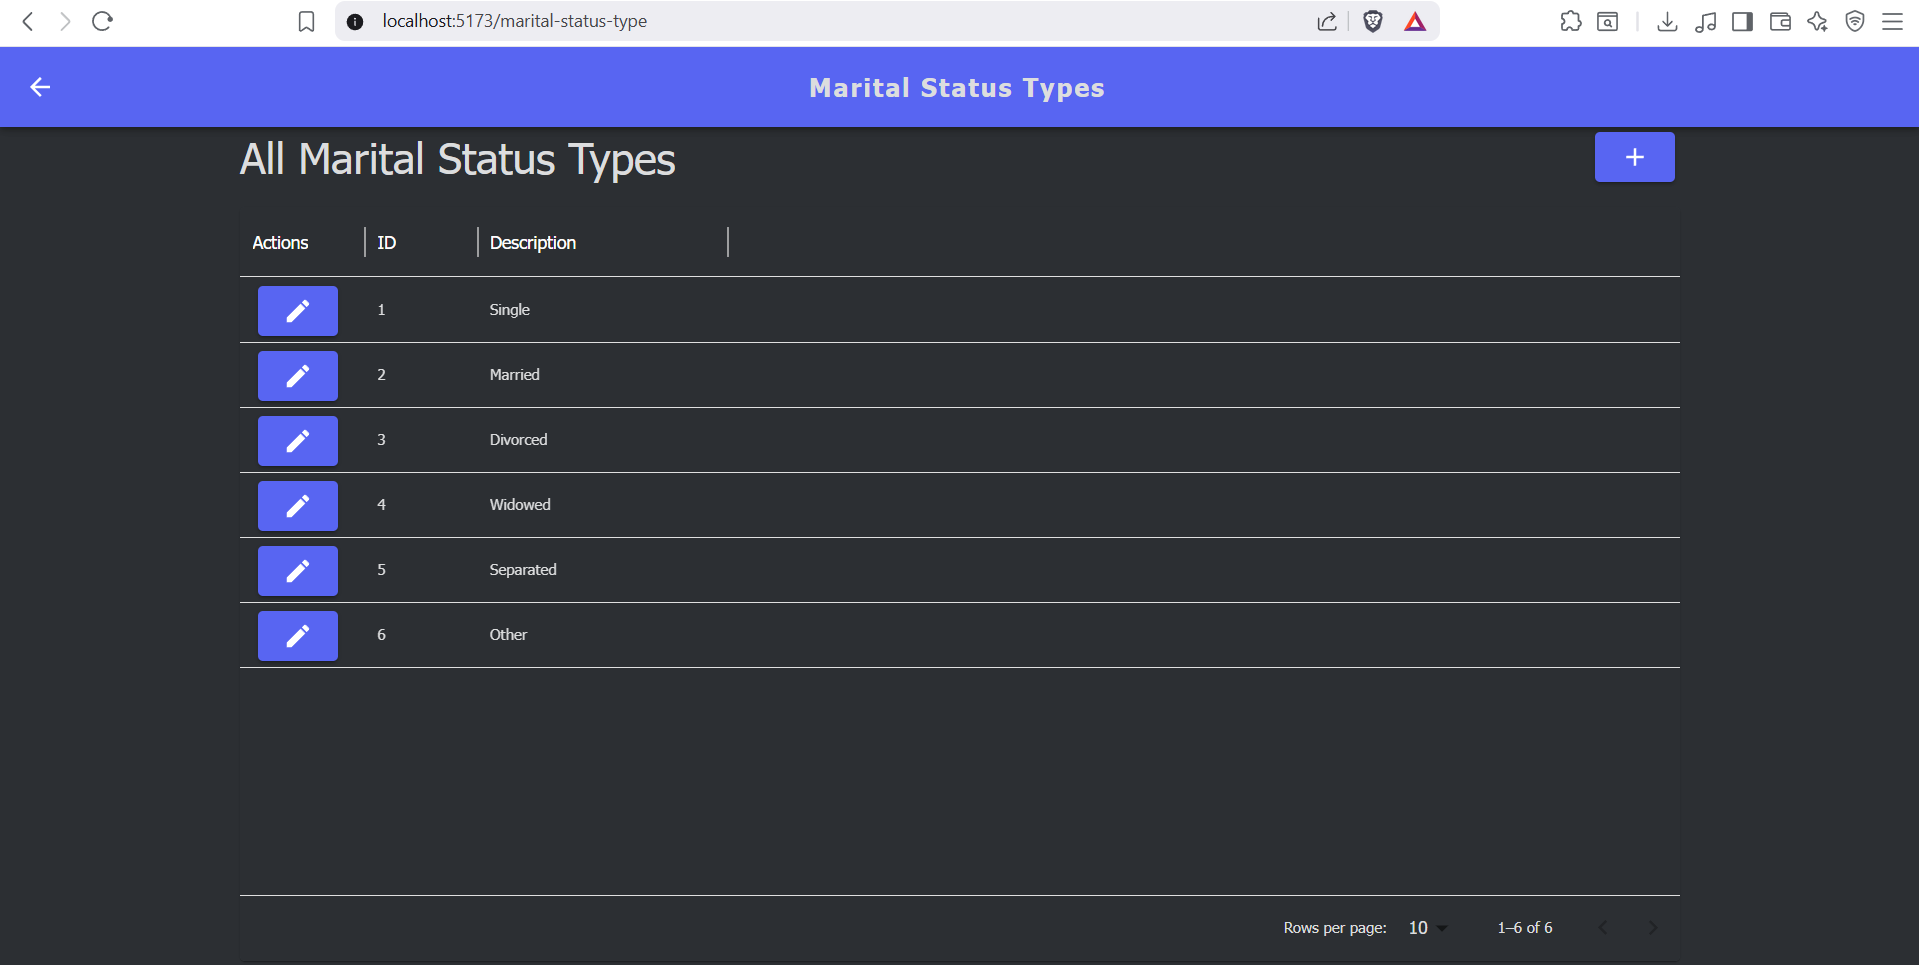 localhost:5173/marital-status-type
Marital Status Types
All Marital Status Types
Actions ID Description
1 Single
2 Married
3 Divorced
4 Widowed
5 Separated
6 Other
Rows per page: 10 1–6 of 6